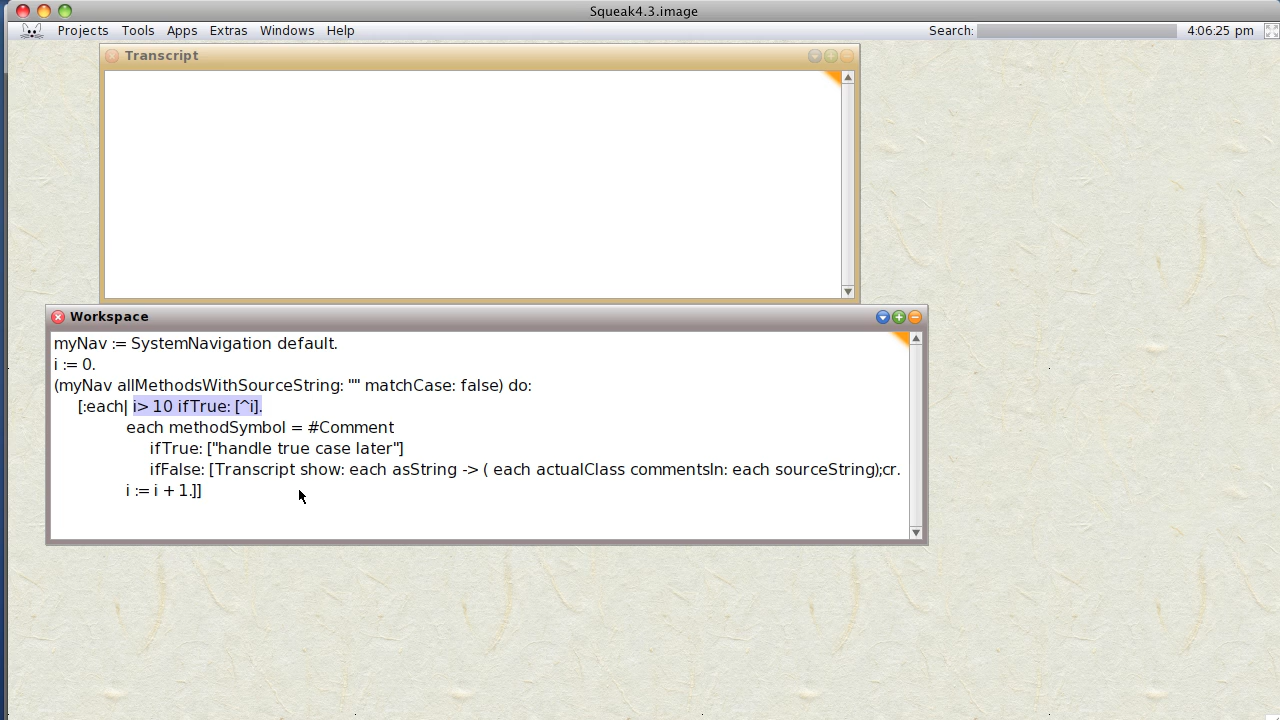 Squeak4.3.image
Projects Tools Apps Extras Windows Help Search: 4:06:25 pm
Transcript
Workspace
myNav := SystemNavigation default.
i := 0.
(myNav allMethodsWithSourceString: '''' matchCase: false) do:
[:each| i> 10 ifTrue: [^i].
each methodSymbol = #Comment
ifTrue: ["handle true case later"]
ifFalse: [Transcript show: each asString -> ( each actualClass commentsIn: each sourceString);cr.
i := i + 1.]]